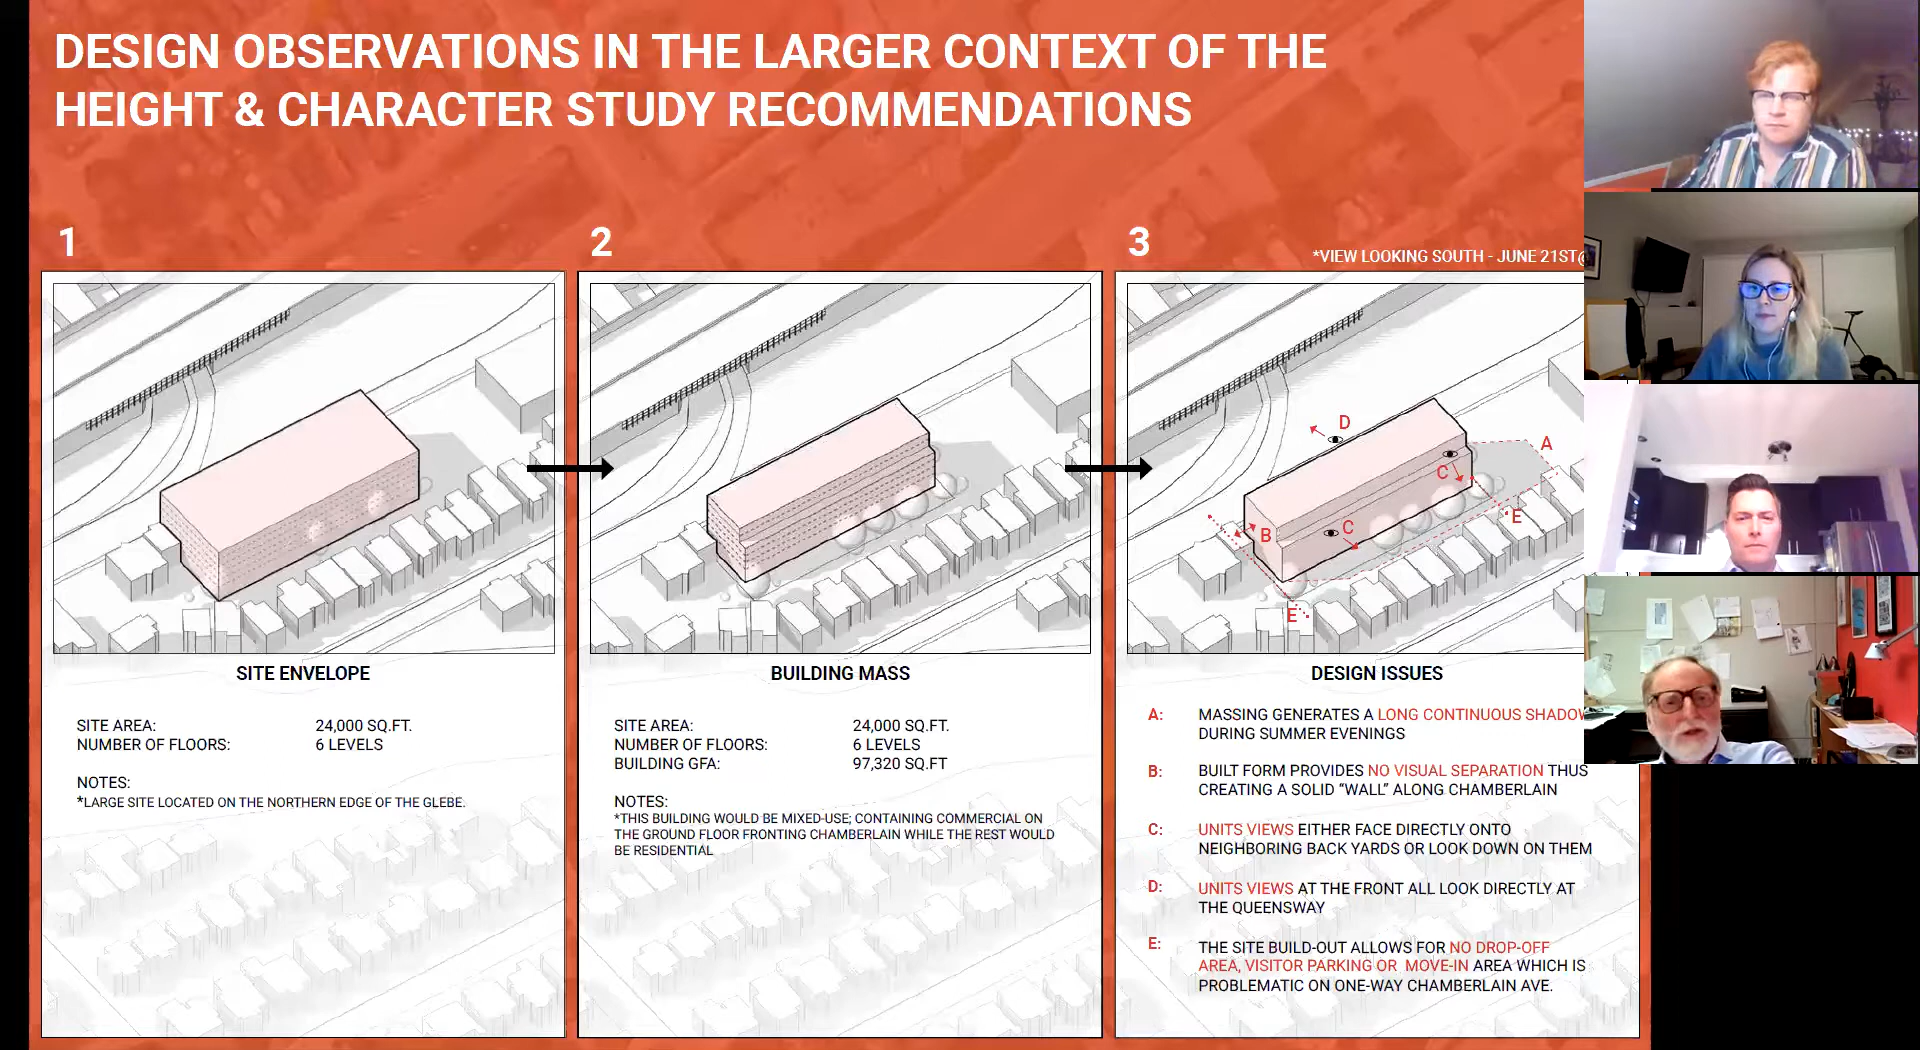 DESIGN OBSERVATIONS IN THE LARGER CONTEXT OF THE
HEIGHT & CHARACTER STUDY RECOMMENDATIONS
1
2
3
*VIEW LOOKING SOUTH - JUNE 21ST@
D
A
C
E
B
C
E
SITE ENVELOPE
SITE AREA: 24,000 SQ.FT.
NUMBER OF FLOORS: 6 LEVELS
NOTES:
*LARGE SITE LOCATED ON THE NORTHERN EDGE OF THE GLEBE.
BUILDING MASS
SITE AREA: 24,000 SQ.FT.
NUMBER OF FLOORS: 6 LEVELS
BUILDING GFA: 97,320 SQ.FT
NOTES:
*THIS BUILDING WOULD BE MIXED-USE; CONTAINING COMMERCIAL ON
THE GROUND FLOOR FRONTING CHAMBERLAIN WHILE THE REST WOULD
BE RESIDENTIAL
DESIGN ISSUES
A: MASSING GENERATES A LONG CONTINUOUS SHADOW
DURING SUMMER EVENINGS
B: BUILT FORM PROVIDES NO VISUAL SEPARATION THUS
CREATING A SOLID “WALL” ALONG CHAMBERLAIN
C: UNITS VIEWS EITHER FACE DIRECTLY ONTO
NEIGHBORING BACK YARDS OR LOOK DOWN ON THEM
D: UNITS VIEWS AT THE FRONT ALL LOOK DIRECTLY AT
THE QUEENSWAY
E: THE SITE BUILD-OUT ALLOWS FOR NO DROP-OFF
AREA, VISITOR PARKING OR MOVE-IN AREA WHICH IS
PROBLEMATIC ON ONE-WAY CHAMBERLAIN AVE.